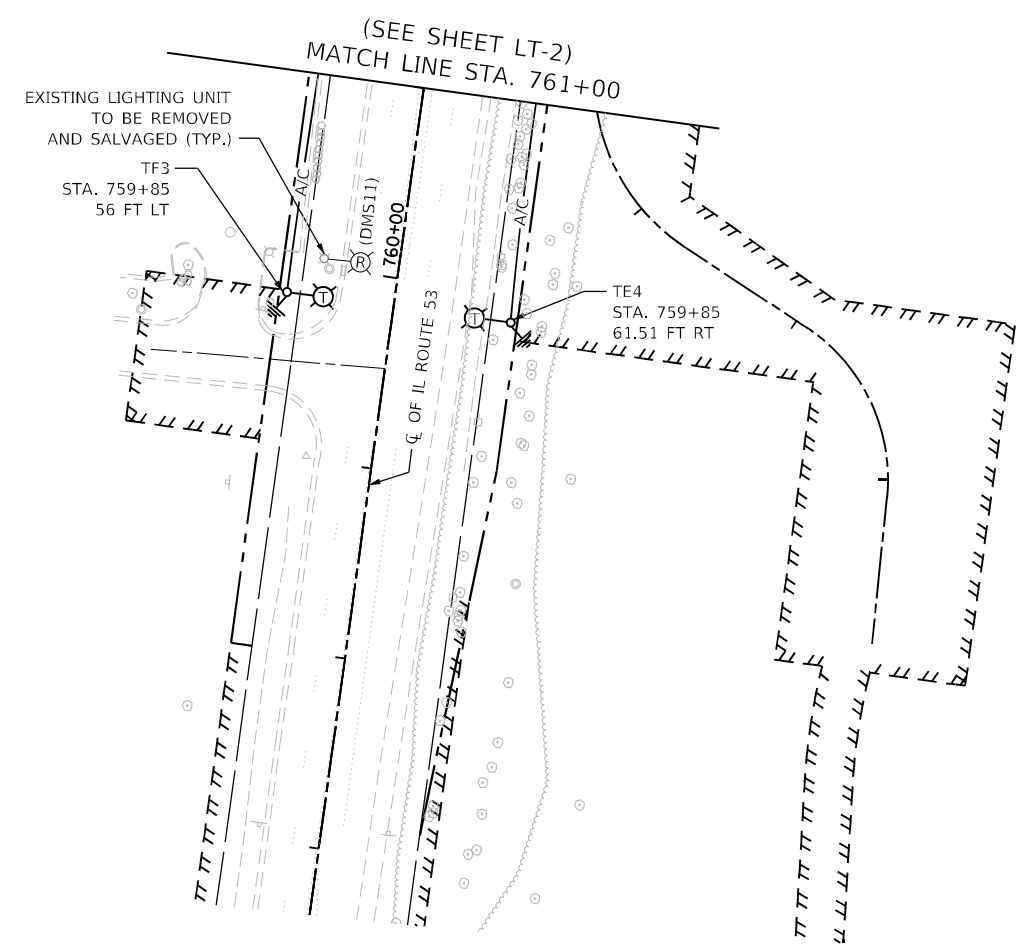 (SEE SHEET LT-2)
MATCH LINE STA. 761+00
EXISTING LIGHTING UNIT
TO BE REMOVED
AND SALVAGED (TYP.)
TF3
STA. 759+85
56 FT LT
A/C
R
(DMS11)
760+00
T
A/C
T
TE4
STA. 759+85
61.51 FT RT
℄ OF IL ROUTE 53